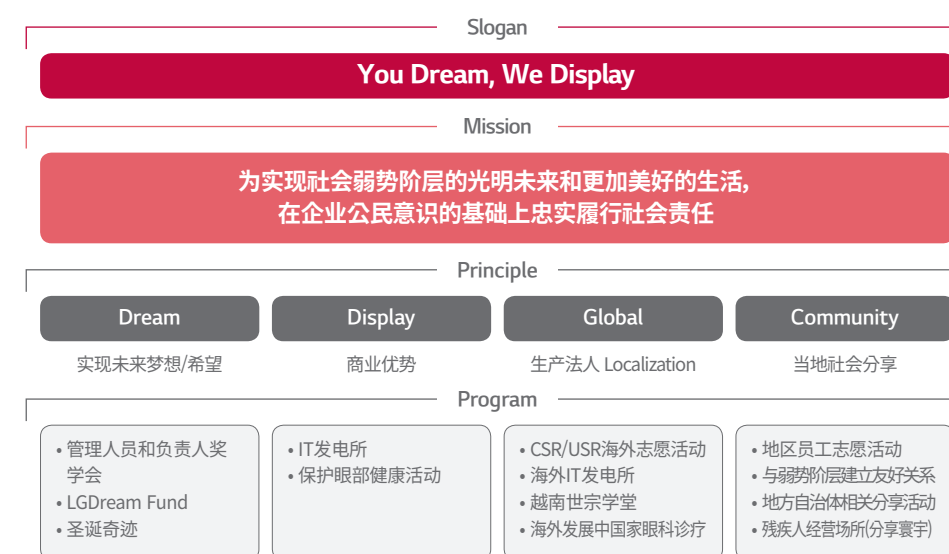 Slogan
You Dream, We Display
Mission
为实现社会弱势阶层的光明未来和更加美好的生活,
在企业公民意识的基础上忠实履行社会责任
Principle
Dream
Display
Global
Community
实现未来梦想/希望
商业优势
生产法人 Localization
当地社会分享
Program
• 管理人员和负责人奖
学会
• LGDream Fund
• 圣诞奇迹
• IT发电所
• 保护眼部健康活动
• CSR/USR海外志愿活动
• 海外IT发电所
• 越南世宗学堂
• 海外发展中国家眼科诊疗
• 地区员工志愿活动
• 与弱势阶层建立友好关系
• 地方自治体相关分享活动
• 残疾人经营场所(分享寰宇)